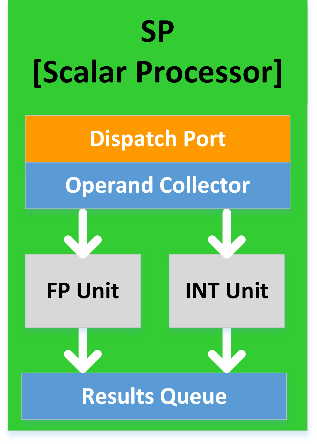 SP
[Scalar Processor]
Dispatch Port
Operand Collector
FP Unit
INT Unit
Results Queue